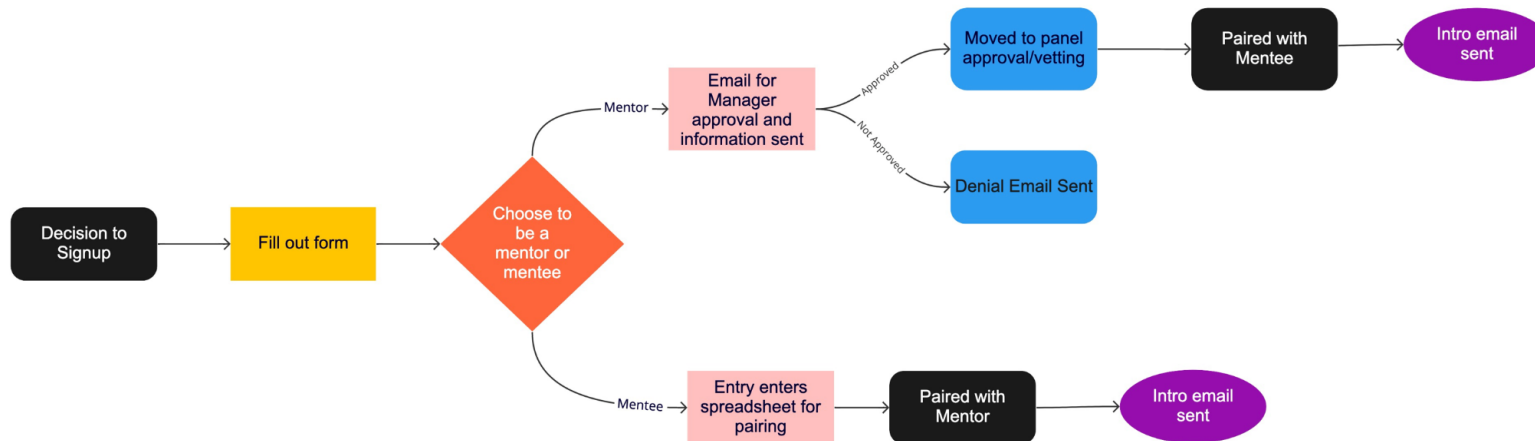 Decision to
Signup
Fill out form
Choose to
be a
mentor or
mentee
Mentor
Email for
Manager
approval and
information sent
Approved
Moved to panel
approval/vetting
Paired with
Mentee
Intro email
sent
Not Approved
Denial Email Sent
Mentee
Entry enters
spreadsheet for
pairing
Paired with
Mentor
Intro email
sent